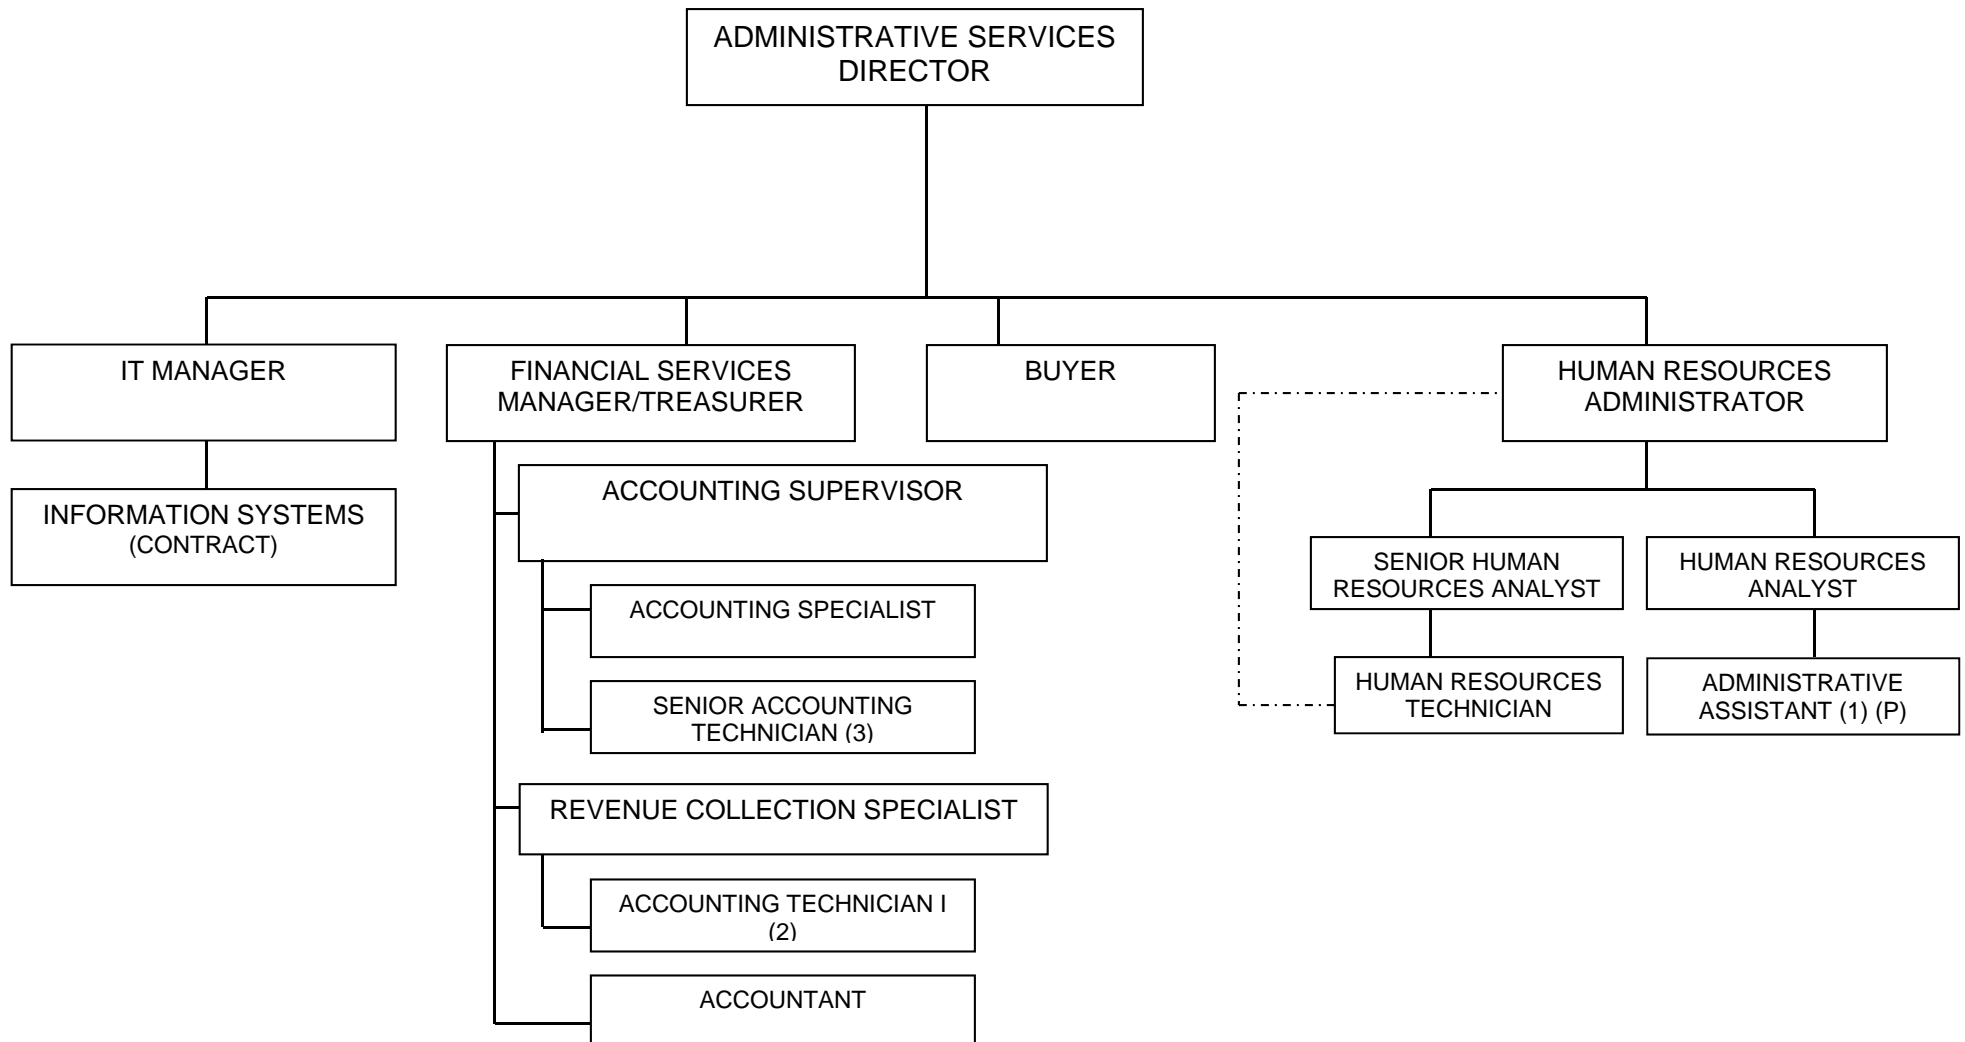 ADMINISTRATIVE SERVICES
DIRECTOR
IT MANAGER
FINANCIAL SERVICES
MANAGER/TREASURER
BUYER
HUMAN RESOURCES
ADMINISTRATOR
INFORMATION SYSTEMS
(CONTRACT)
ACCOUNTING SUPERVISOR
ACCOUNTING SPECIALIST
SENIOR ACCOUNTING
TECHNICIAN (3)
REVENUE COLLECTION SPECIALIST
ACCOUNTING TECHNICIAN I
(2)
ACCOUNTANT
SENIOR HUMAN
RESOURCES ANALYST
HUMAN RESOURCES
ANALYST
HUMAN RESOURCES
TECHNICIAN
ADMINISTRATIVE
ASSISTANT (1) (P)